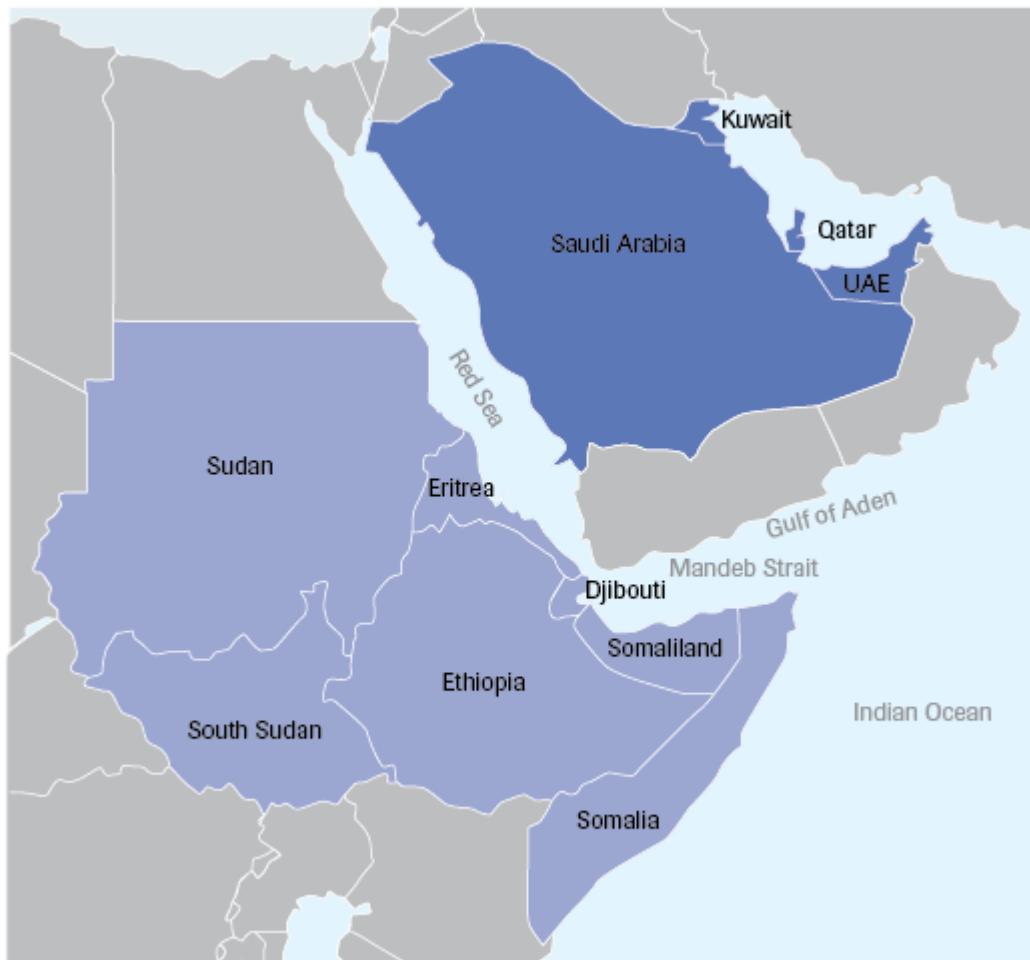 Kuwait
Qatar
Saudi Arabia
UAE
Red Sea
Sudan
Eritrea
Gulf of Aden
Mandeb Strait
Djibouti
Somaliland
Ethiopia
Indian Ocean
South Sudan
Somalia